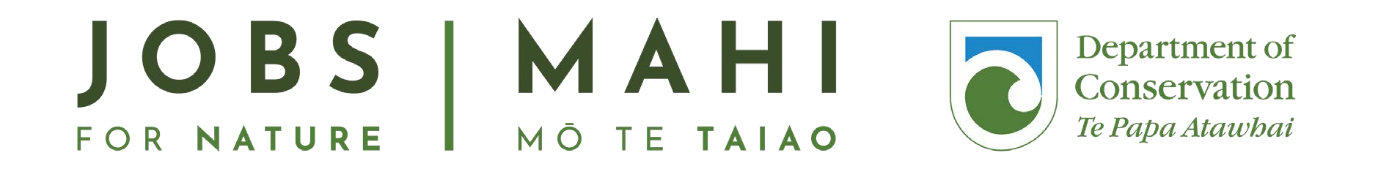 JOBS
FOR NATURE
MAHI
MŌ TE TAIAO
Department of
Conservation
Te Papa Atawhai